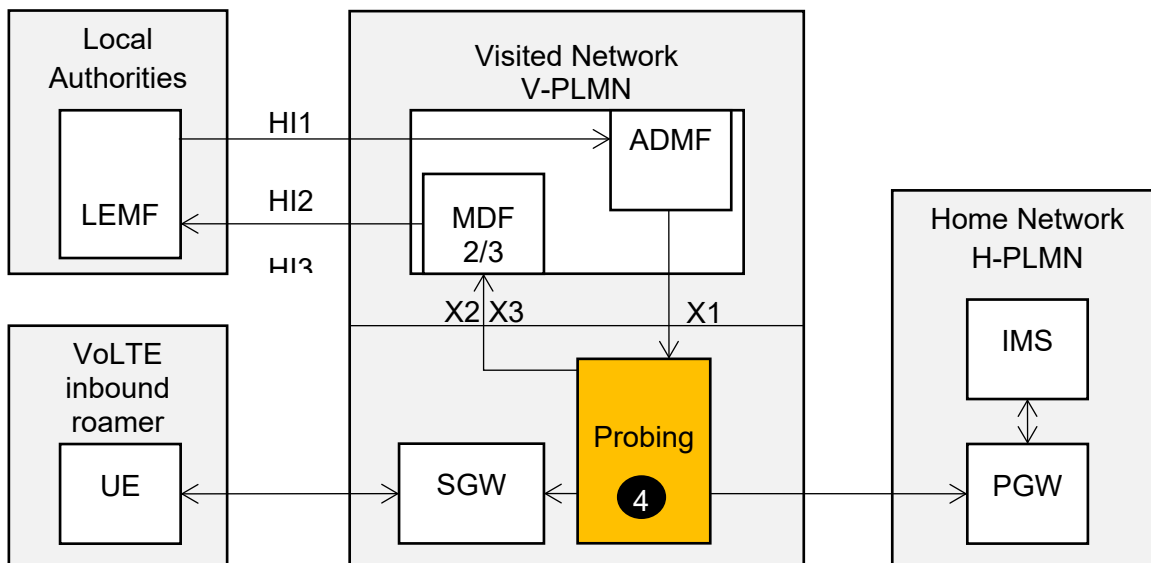 Local
Authorities
LEMF
HI1
HI2
HI3
Visited Network
V-PLMN
ADMF
MDF
2/3
X2 X3
X1
Home Network
H-PLMN
IMS
PGW
VoLTE
inbound
roamer
UE
SGW
Probing
4